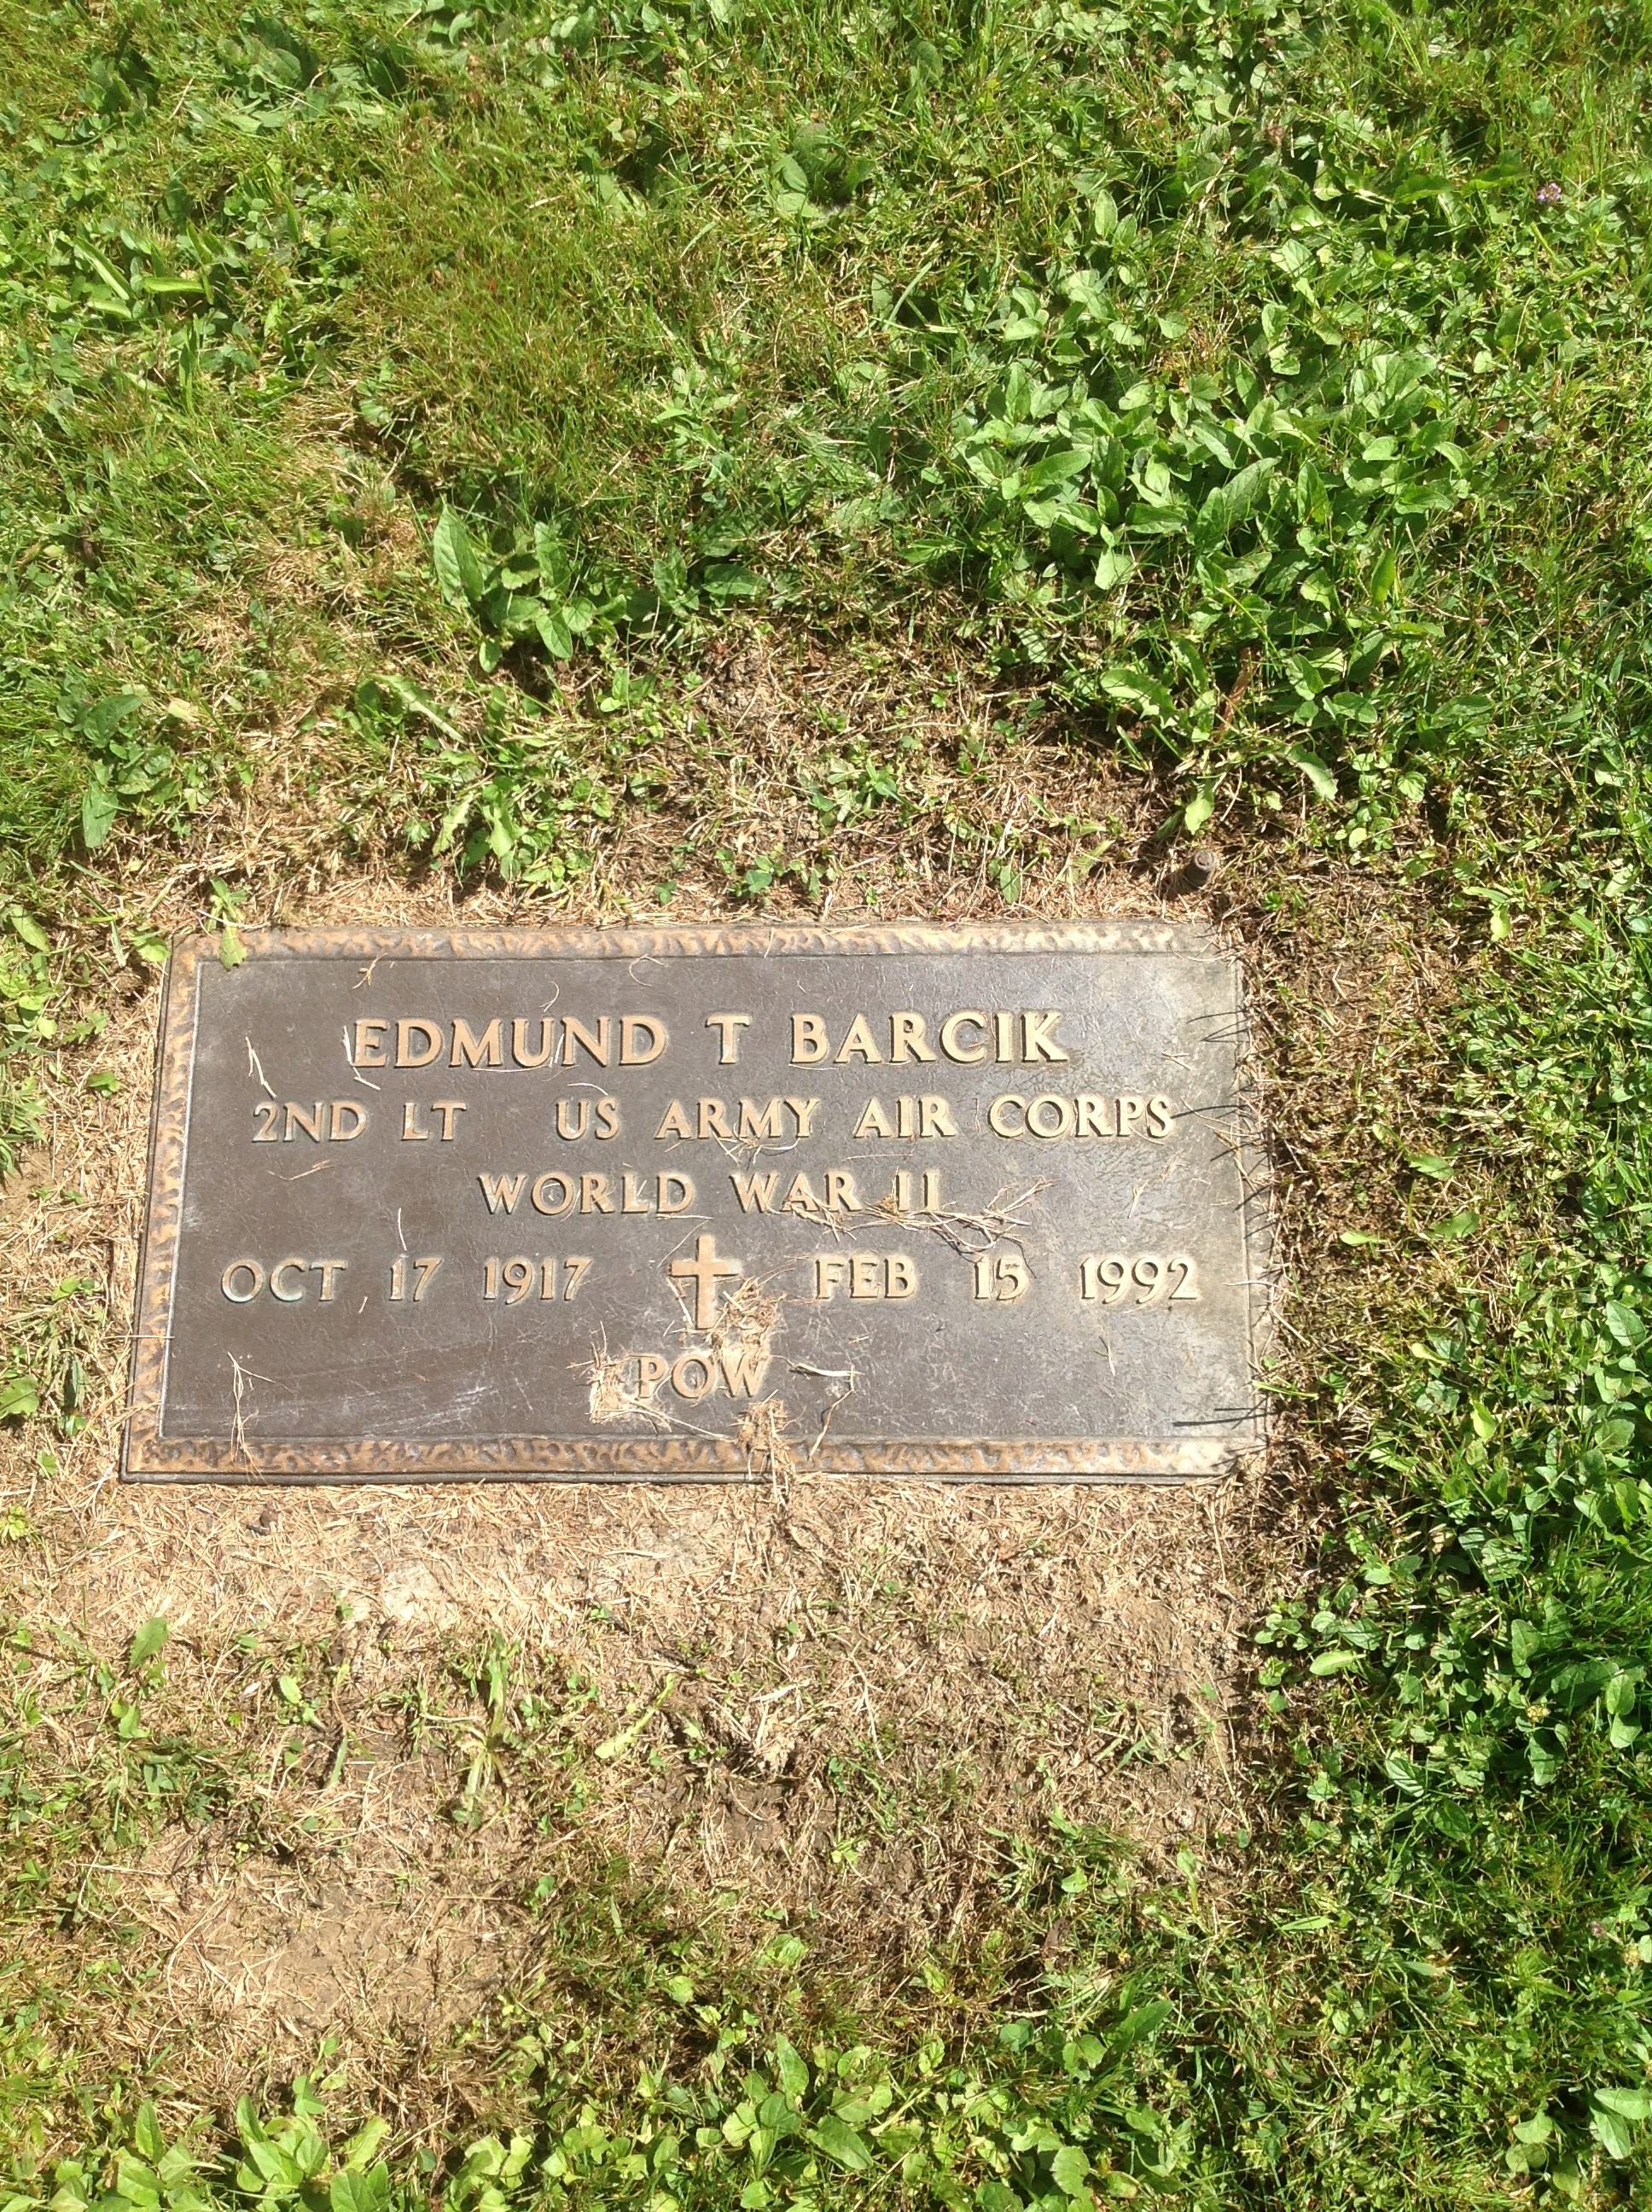 EDMUND T BARCIK
2ND LT US ARMY AIR CORPS
WORLD WAR II
OCT 17 1917 FEB 15 1992
POW